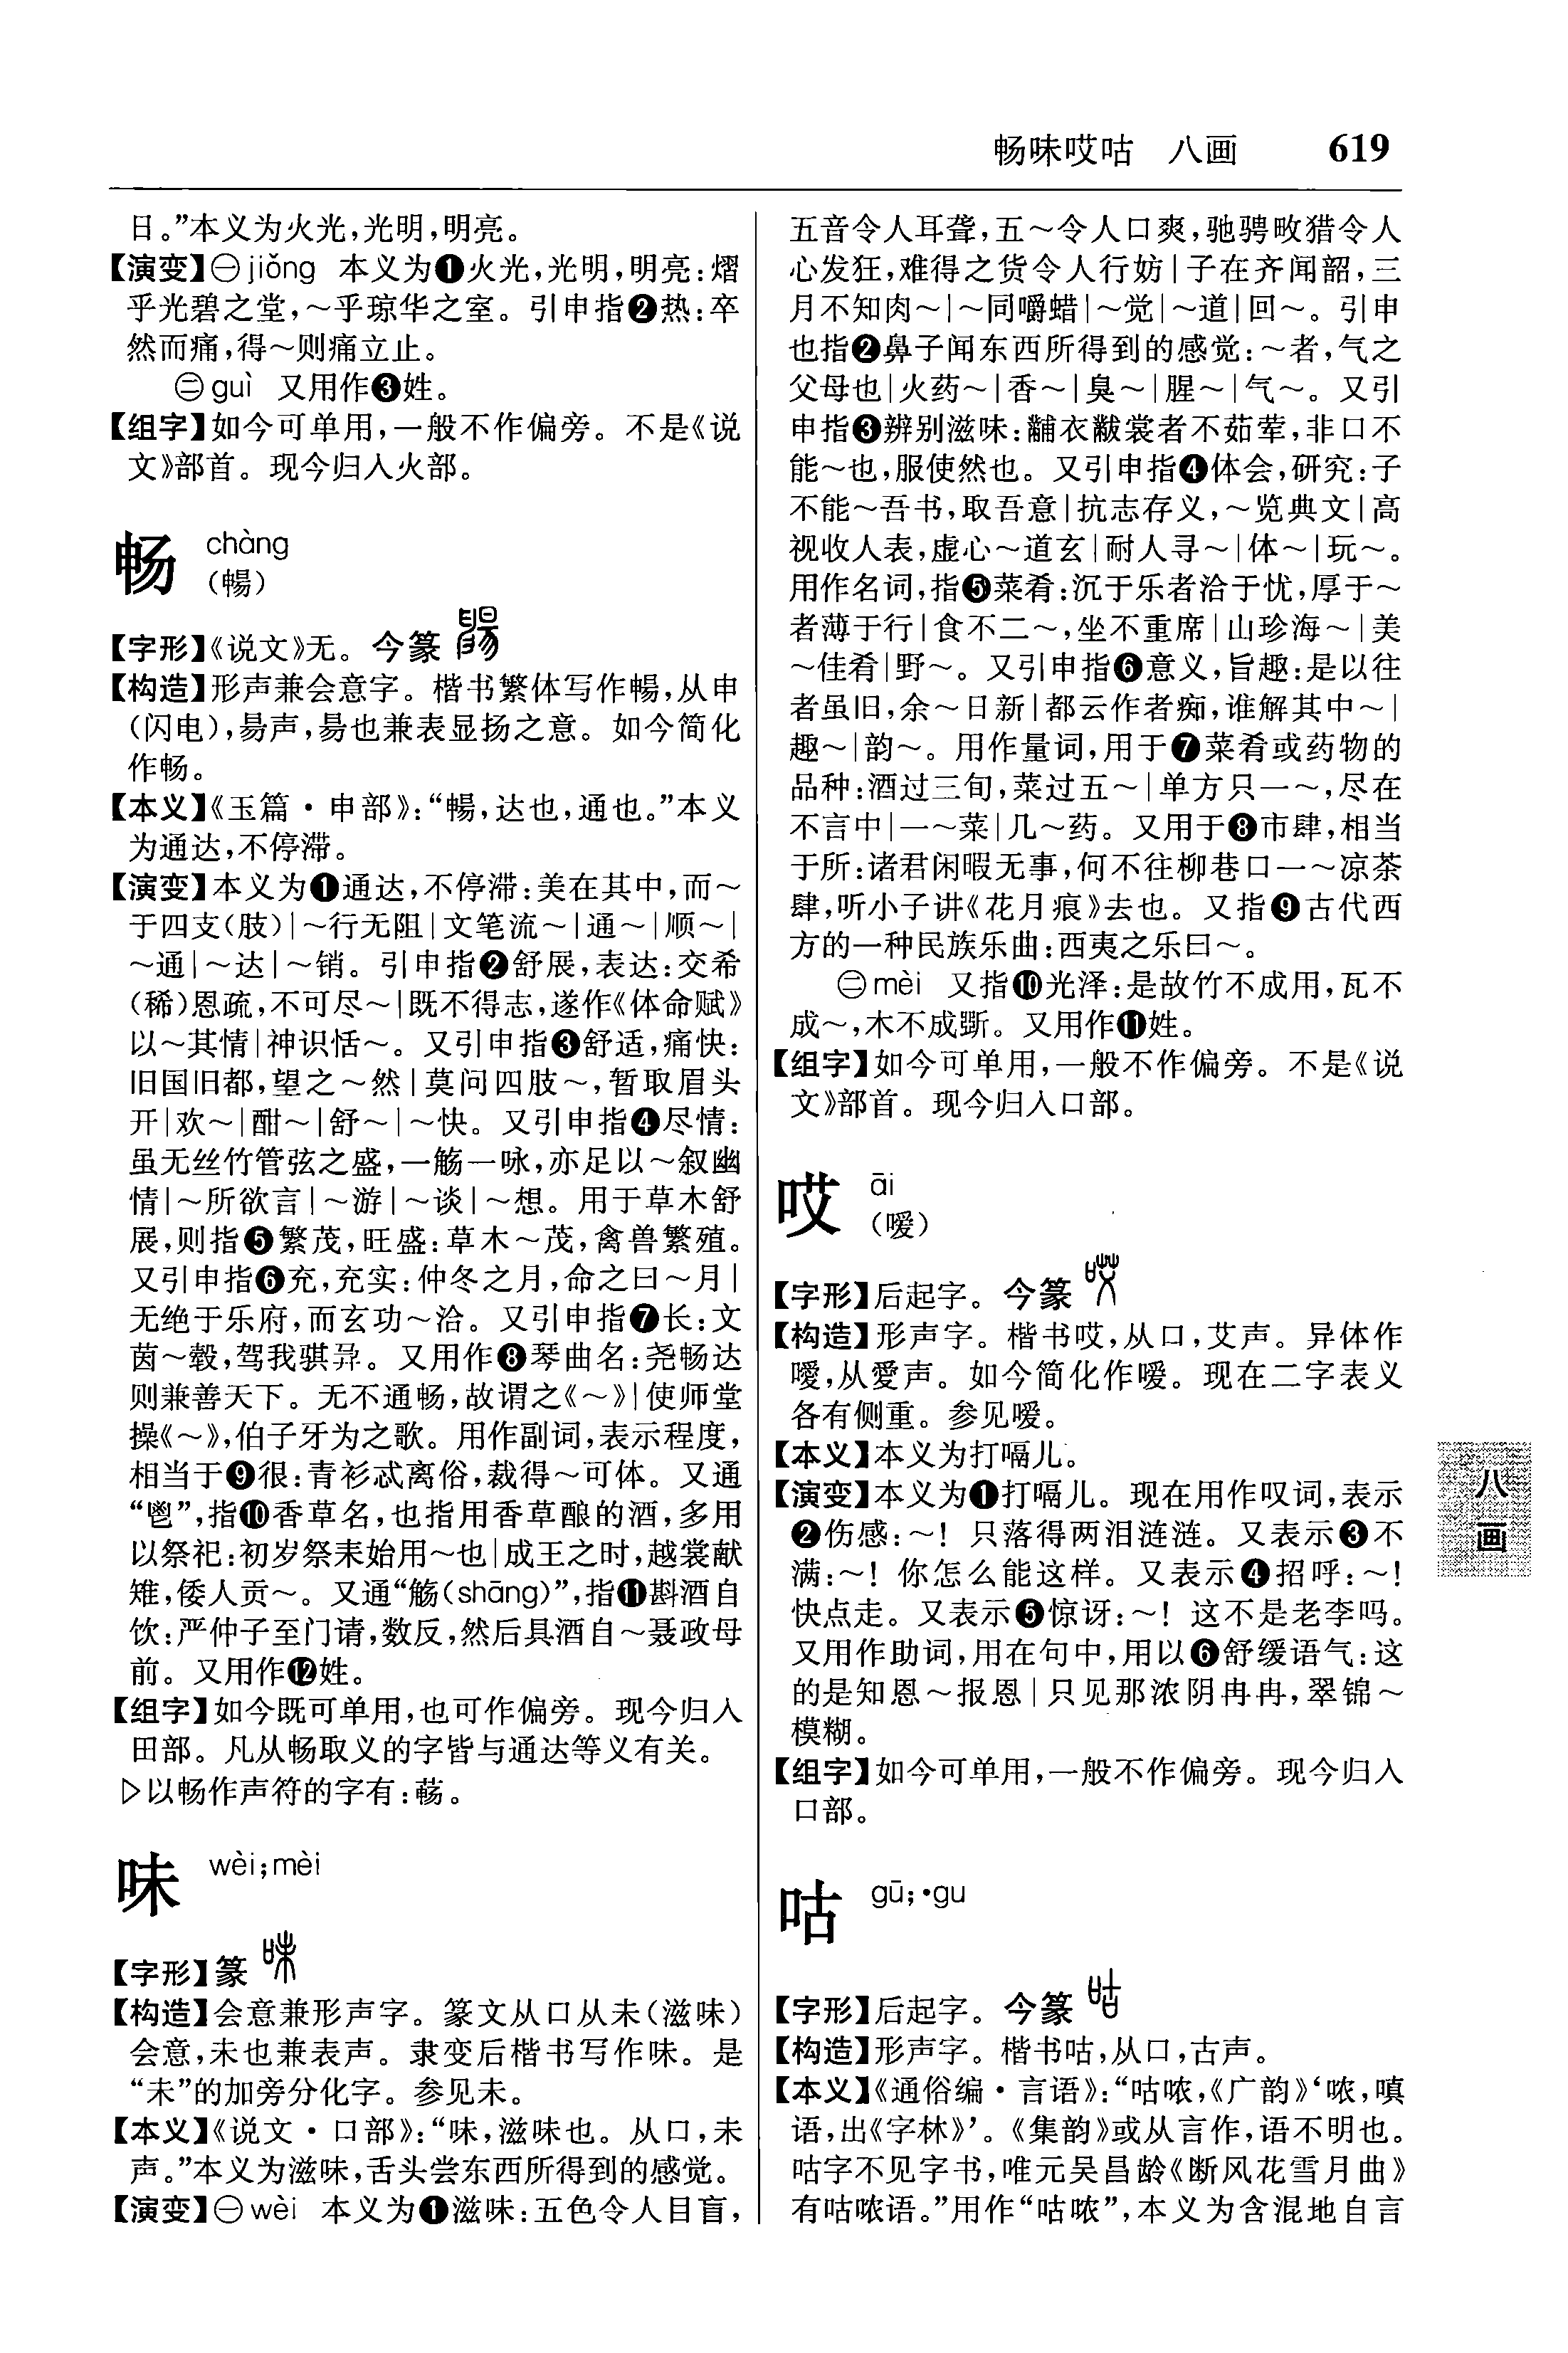 畅味哎咕　八画　619
日。”本义为火光,光明,明亮。
【演变】㊀jiǒng 本义为❶火光,光明,明亮:熠
乎光碧之堂,～乎琼华之室。引申指❷热:卒
然而痛,得～则痛立止。
㊁guì 又用作❸姓。
【组字】如今可单用,一般不作偏旁。不是《说
文》部首。现今归入火部。
畅 chàng
(暢)
【字形】《说文》无。今篆
【构造】形声兼会意字。楷书繁体写作暢,从申
(闪电),昜声,昜也兼表显扬之意。如今简化
作畅。
【本义】《玉篇·申部》:“暢,达也,通也。”本义
为通达,不停滞。
【演变】本义为❶通达,不停滞:美在其中,而～
于四支(肢)|～行无阻|文笔流～|通～|顺～|
～通|～达|～销。引申指❷舒展,表达:交希
(稀)恩疏,不可尽～|既不得志,遂作《体命赋》
以～其情|神识恬～。又引申指❸舒适,痛快:
旧国旧都,望之～然|莫问四肢～,暂取眉头
开|欢～|酣～|舒～|～快。又引申指❹尽情:
虽无丝竹管弦之盛,一觞一咏,亦足以～叙幽
情|～所欲言|～游|～谈|～想。用于草木舒
展,则指❺繁茂,旺盛:草木～茂,禽兽繁殖。
又引申指❻充,充实:仲冬之月,命之曰～月|
无绝于乐府,而玄功～洽。又引申指❼长:文
茵～毂,驾我骐馵。又用作❽琴曲名:尧畅达
则兼善天下。无不通畅,故谓之《～》|使师堂
操《～》,伯子牙为之歌。用作副词,表示程度,
相当于❾很:青衫忒离俗,裁得～可体。又通
“鬯”,指❿香草名,也指用香草酿的酒,多用
以祭祀:初岁祭耒始用～也|成王之时,越裳献
雉,倭人贡～。又通“觞(shāng)”,指⓫斟酒自
饮:严仲子至门请,数反,然后具酒自～聂政母
前。又用作⓬姓。
【组字】如今既可单用,也可作偏旁。现今归入
田部。凡从畅取义的字皆与通达等义有关。
▷以畅作声符的字有:蓫。
味 wèi;mèi
【字形】篆
【构造】会意兼形声字。篆文从口从未(滋味)
会意,未也兼表声。隶变后楷书写作味。是
“未”的加旁分化字。参见未。
【本义】《说文·口部》:“味,滋味也。从口,未
声。”本义为滋味,舌头尝东西所得到的感觉。
【演变】㊀wèi 本义为❶滋味:五色令人目盲,
五音令人耳聋,五～令人口爽,驰骋畋猎令人
心发狂,难得之货令人行妨|子在齐闻韶,三
月不知肉～|～同嚼蜡|～觉|～道|回～。引申
也指❷鼻子闻东西所得到的感觉:～者,气之
父母也|火药～|香～|臭～|腥～|气～。又引
申指❸辨别滋味:黼衣黻裳者不茹荤,非口不
能～也,服使然也。又引申指❹体会,研究:子
不能～吾书,取吾意|抗志存义,～览典文|高
视收人表,虚心～道玄|耐人寻～|体～|玩～。
用作名词,指❺菜肴:沉于乐者洽于忧,厚于～
者薄于行|食不二～,坐不重席|山珍海～|美
～佳肴|野～。又引申指❻意义,旨趣:是以往
者虽旧,余～日新|都云作者痴,谁解其中～|
趣～|韵～。用作量词,用于❼菜肴或药物的
品种:酒过三旬,菜过五～|单方只一～,尽在
不言中|一～菜|几～药。又用于❽市肆,相当
于所:诸君闲暇无事,何不往柳巷口一～凉茶
肆,听小子讲《花月痕》去也。又指❾古代西
方的一种民族乐曲:西夷之乐曰～。
㊁mèi 又指❿光泽:是故竹不成用,瓦不
成～,木不成斲。又用作⓫姓。
【组字】如今可单用,一般不作偏旁。不是《说
文》部首。现今归入口部。
哎 āi
(嗳)
【字形】后起字。今篆
【构造】形声字。楷书哎,从口,艾声。异体作
噯,从愛声。如今简化作嗳。现在二字表义
各有侧重。参见嗳。
【本义】本义为打嗝儿。
【演变】本义为❶打嗝儿。现在用作叹词,表示
❷伤感:～! 只落得两泪涟涟。又表示❸不
满:～! 你怎么能这样。又表示❹招呼:～!
快点走。又表示❺惊讶:～! 这不是老李吗。
又用作助词,用在句中,用以❻舒缓语气:这
的是知恩～报恩|只见那浓阴冉冉,翠锦～
模糊。
【组字】如今可单用,一般不作偏旁。现今归入
口部。
咕 gū;·gu
【字形】后起字。今篆
【构造】形声字。楷书咕,从口,古声。
【本义】《通俗编·言语》:“咕哝,《广韵》‘哝,嗔
语,出《字林》’。《集韵》或从言作,语不明也。
咕字不见字书,唯元吴昌龄《断风花雪月曲》
有咕哝语。”用作“咕哝”,本义为含混地自言
八画